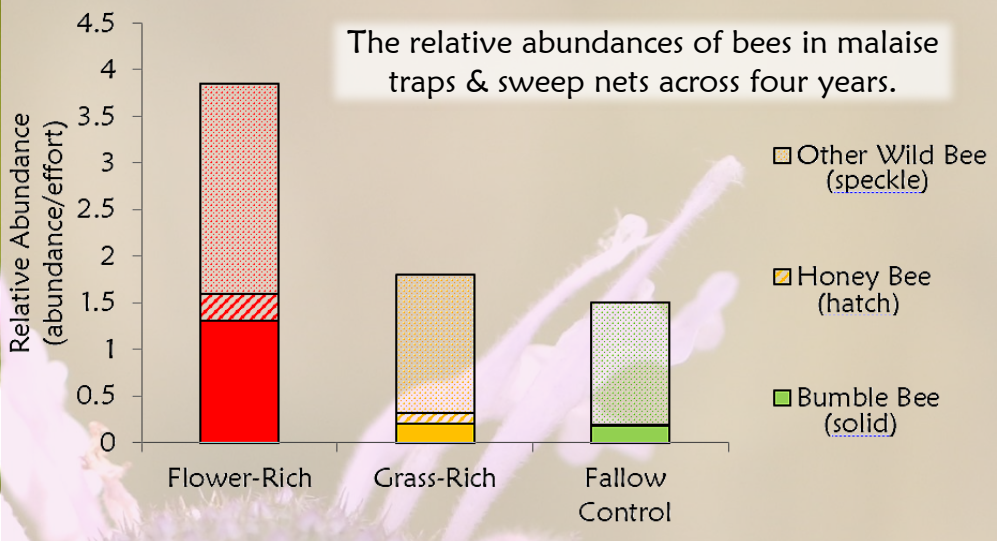 The relative abundances of bees in malaise
traps & sweep nets across four years.
Relative Abundance
(abundance/effort)
4.5
4
3.5
3
2.5
2
1.5
1
0.5
0
Flower-Rich
Grass-Rich
Fallow
Control
Other Wild Bee
(speckle)
Honey Bee
(hatch)
Bumble Bee
(solid)